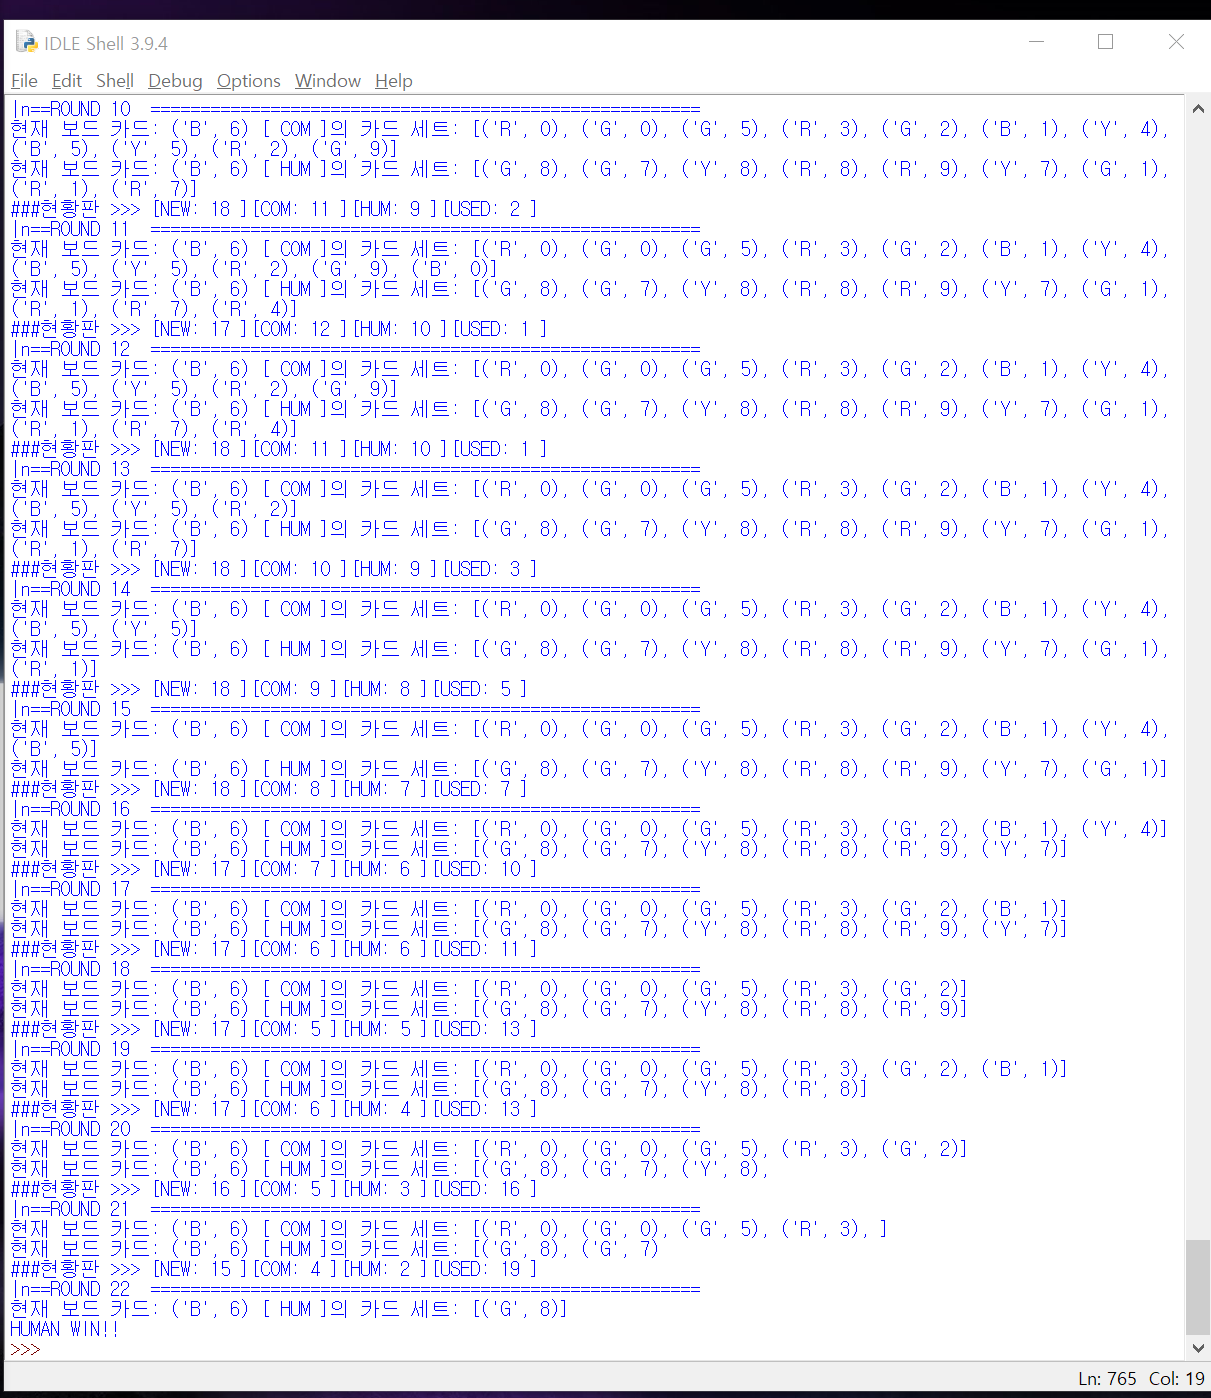 IDLE Shell 3.9.4
File Edit Shell Debug Options Window Help
|n==ROUND 10 =======================================================
현재 보드 카드: ('B', 6) [ COM ]의 카드 세트: [('R', 0), ('G', 0), ('G', 5), ('R', 3), ('G', 2), ('B', 1), ('Y', 4),
('B', 5), ('Y', 5), ('R', 2), ('G', 9)]
현재 보드 카드: ('B', 6) [ HUM ]의 카드 세트: [('G', 8), ('G', 7), ('Y', 8), ('R', 8), ('R', 9), ('Y', 7), ('G', 1),
('R', 1), ('R', 7)]
###현황판 >>> [NEW: 18 ][COM: 11 ][HUM: 9 ][USED: 2 ]
|n==ROUND 11 =======================================================
현재 보드 카드: ('B', 6) [ COM ]의 카드 세트: [('R', 0), ('G', 0), ('G', 5), ('R', 3), ('G', 2), ('B', 1), ('Y', 4),
('B', 5), ('Y', 5), ('R', 2), ('G', 9), ('B', 0)]
현재 보드 카드: ('B', 6) [ HUM ]의 카드 세트: [('G', 8), ('G', 7), ('Y', 8), ('R', 8), ('R', 9), ('Y', 7), ('G', 1),
('R', 1), ('R', 7), ('R', 4)]
###현황판 >>> [NEW: 17 ][COM: 12 ][HUM: 10 ][USED: 1 ]
|n==ROUND 12 =======================================================
현재 보드 카드: ('B', 6) [ COM ]의 카드 세트: [('R', 0), ('G', 0), ('G', 5), ('R', 3), ('G', 2), ('B', 1), ('Y', 4),
('B', 5), ('Y', 5), ('R', 2), ('G', 9)]
현재 보드 카드: ('B', 6) [ HUM ]의 카드 세트: [('G', 8), ('G', 7), ('Y', 8), ('R', 8), ('R', 9), ('Y', 7), ('G', 1),
('R', 1), ('R', 7), ('R', 4)]
###현황판 >>> [NEW: 18 ][COM: 11 ][HUM: 10 ][USED: 1 ]
|n==ROUND 13 =======================================================
현재 보드 카드: ('B', 6) [ COM ]의 카드 세트: [('R', 0), ('G', 0), ('G', 5), ('R', 3), ('G', 2), ('B', 1), ('Y', 4),
('B', 5), ('Y', 5), ('R', 2)]
현재 보드 카드: ('B', 6) [ HUM ]의 카드 세트: [('G', 8), ('G', 7), ('Y', 8), ('R', 8), ('R', 9), ('Y', 7), ('G', 1),
('R', 1), ('R', 7)]
###현황판 >>> [NEW: 18 ][COM: 10 ][HUM: 9 ][USED: 3 ]
|n==ROUND 14 =======================================================
현재 보드 카드: ('B', 6) [ COM ]의 카드 세트: [('R', 0), ('G', 0), ('G', 5), ('R', 3), ('G', 2), ('B', 1), ('Y', 4),
('B', 5), ('Y', 5)]
현재 보드 카드: ('B', 6) [ HUM ]의 카드 세트: [('G', 8), ('G', 7), ('Y', 8), ('R', 8), ('R', 9), ('Y', 7), ('G', 1),
('R', 1)]
###현황판 >>> [NEW: 18 ][COM: 9 ][HUM: 8 ][USED: 5 ]
|n==ROUND 15 =======================================================
현재 보드 카드: ('B', 6) [ COM ]의 카드 세트: [('R', 0), ('G', 0), ('G', 5), ('R', 3), ('G', 2), ('B', 1), ('Y', 4),
('B', 5)]
현재 보드 카드: ('B', 6) [ HUM ]의 카드 세트: [('G', 8), ('G', 7), ('Y', 8), ('R', 8), ('R', 9), ('Y', 7), ('G', 1)]
###현황판 >>> [NEW: 18 ][COM: 8 ][HUM: 7 ][USED: 7 ]
|n==ROUND 16 =======================================================
현재 보드 카드: ('B', 6) [ COM ]의 카드 세트: [('R', 0), ('G', 0), ('G', 5), ('R', 3), ('G', 2), ('B', 1), ('Y', 4)]
현재 보드 카드: ('B', 6) [ HUM ]의 카드 세트: [('G', 8), ('G', 7), ('Y', 8), ('R', 8), ('R', 9), ('Y', 7)]
###현황판 >>> [NEW: 17 ][COM: 7 ][HUM: 6 ][USED: 10 ]
|n==ROUND 17 =======================================================
현재 보드 카드: ('B', 6) [ COM ]의 카드 세트: [('R', 0), ('G', 0), ('G', 5), ('R', 3), ('G', 2), ('B', 1)]
현재 보드 카드: ('B', 6) [ HUM ]의 카드 세트: [('G', 8), ('G', 7), ('Y', 8), ('R', 8), ('R', 9), ('Y', 7)]
###현황판 >>> [NEW: 17 ][COM: 6 ][HUM: 6 ][USED: 11 ]
|n==ROUND 18 =======================================================
현재 보드 카드: ('B', 6) [ COM ]의 카드 세트: [('R', 0), ('G', 0), ('G', 5), ('R', 3), ('G', 2)]
현재 보드 카드: ('B', 6) [ HUM ]의 카드 세트: [('G', 8), ('G', 7), ('Y', 8), ('R', 8), ('R', 9)]
###현황판 >>> [NEW: 17 ][COM: 5 ][HUM: 5 ][USED: 13 ]
|n==ROUND 19 =======================================================
현재 보드 카드: ('B', 6) [ COM ]의 카드 세트: [('R', 0), ('G', 0), ('G', 5), ('R', 3), ('G', 2), ('B', 1)]
현재 보드 카드: ('B', 6) [ HUM ]의 카드 세트: [('G', 8), ('G', 7), ('Y', 8), ('R', 8)]
###현황판 >>> [NEW: 17 ][COM: 6 ][HUM: 4 ][USED: 13 ]
|n==ROUND 20 =======================================================
현재 보드 카드: ('B', 6) [ COM ]의 카드 세트: [('R', 0), ('G', 0), ('G', 5), ('R', 3), ('G', 2)]
현재 보드 카드: ('B', 6) [ HUM ]의 카드 세트: [('G', 8), ('G', 7), ('Y', 8),
###현황판 >>> [NEW: 16 ][COM: 5 ][HUM: 3 ][USED: 16 ]
|n==ROUND 21 =======================================================
현재 보드 카드: ('B', 6) [ COM ]의 카드 세트: [('R', 0), ('G', 0), ('G', 5), ('R', 3), ]
현재 보드 카드: ('B', 6) [ HUM ]의 카드 세트: [('G', 8), ('G', 7)
###현황판 >>> [NEW: 15 ][COM: 4 ][HUM: 2 ][USED: 19 ]
|n==ROUND 22 =======================================================
현재 보드 카드: ('B', 6) [ HUM ]의 카드 세트: [('G', 8)]
HUMAN WIN!!
>>>
Ln: 765 Col: 19